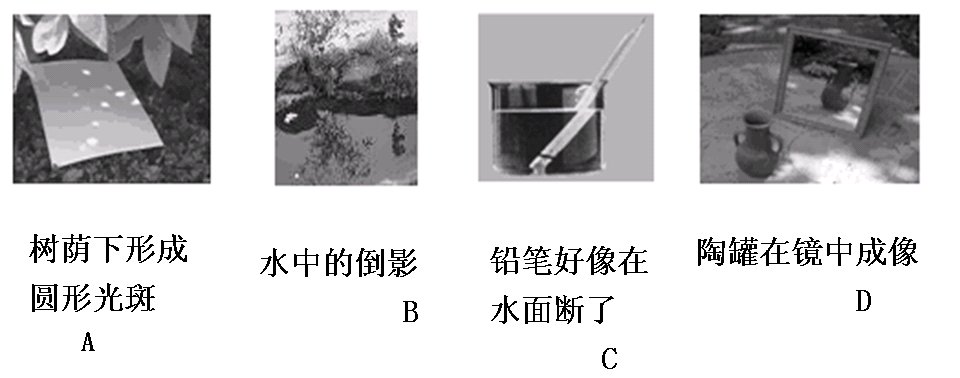 树荫下形成
圆形光斑
A
水中的倒影
B
铅笔好像在
水面断了
C
陶罐在镜中成像
D